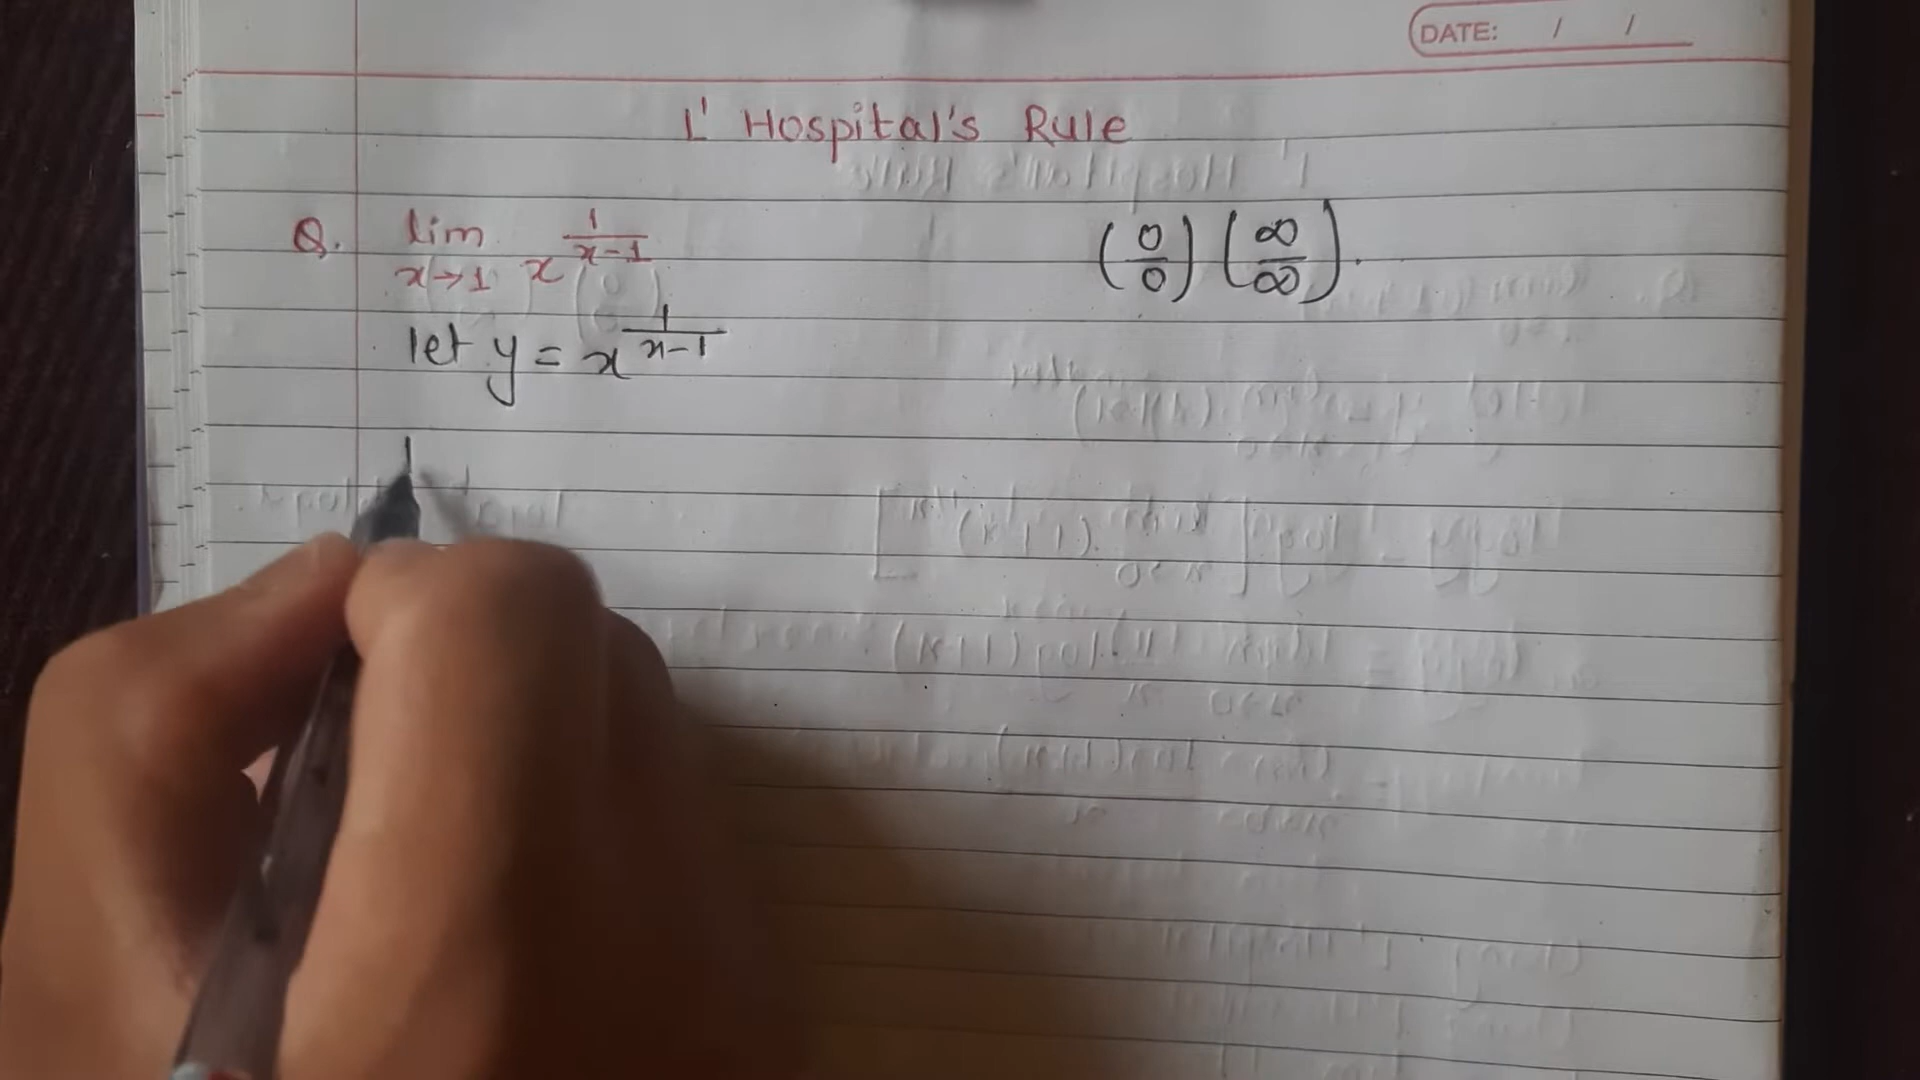 DATE: / /
L' Hospital's Rule
Q. lim x→1 x^(1/(x-1)) (0/0) (∞/∞).
let y = x^(1/(x-1))